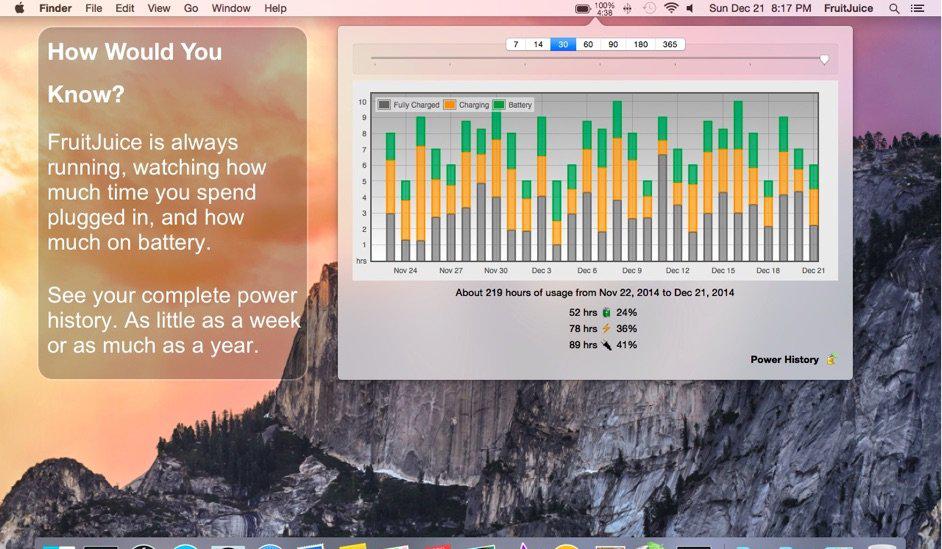 Finder File Edit View Go Window Help 100% 4:38 Sun Dec 21 8:17 PM FruitJuice
How Would You
Know?
FruitJuice is always
running, watching how
much time you spend
plugged in, and how
much on battery.
See your complete power
history. As little as a week
or as much as a year.
7 14 30 60 90 180 365
Fully Charged Charging Battery
10
9
8
7
6
5
4
3
2
1
hrs
Nov 24 Nov 27 Nov 30 Dec 3 Dec 6 Dec 9 Dec 12 Dec 15 Dec 18 Dec 21
About 219 hours of usage from Nov 22, 2014 to Dec 21, 2014
52 hrs 24%
78 hrs 36%
89 hrs 41%
Power History